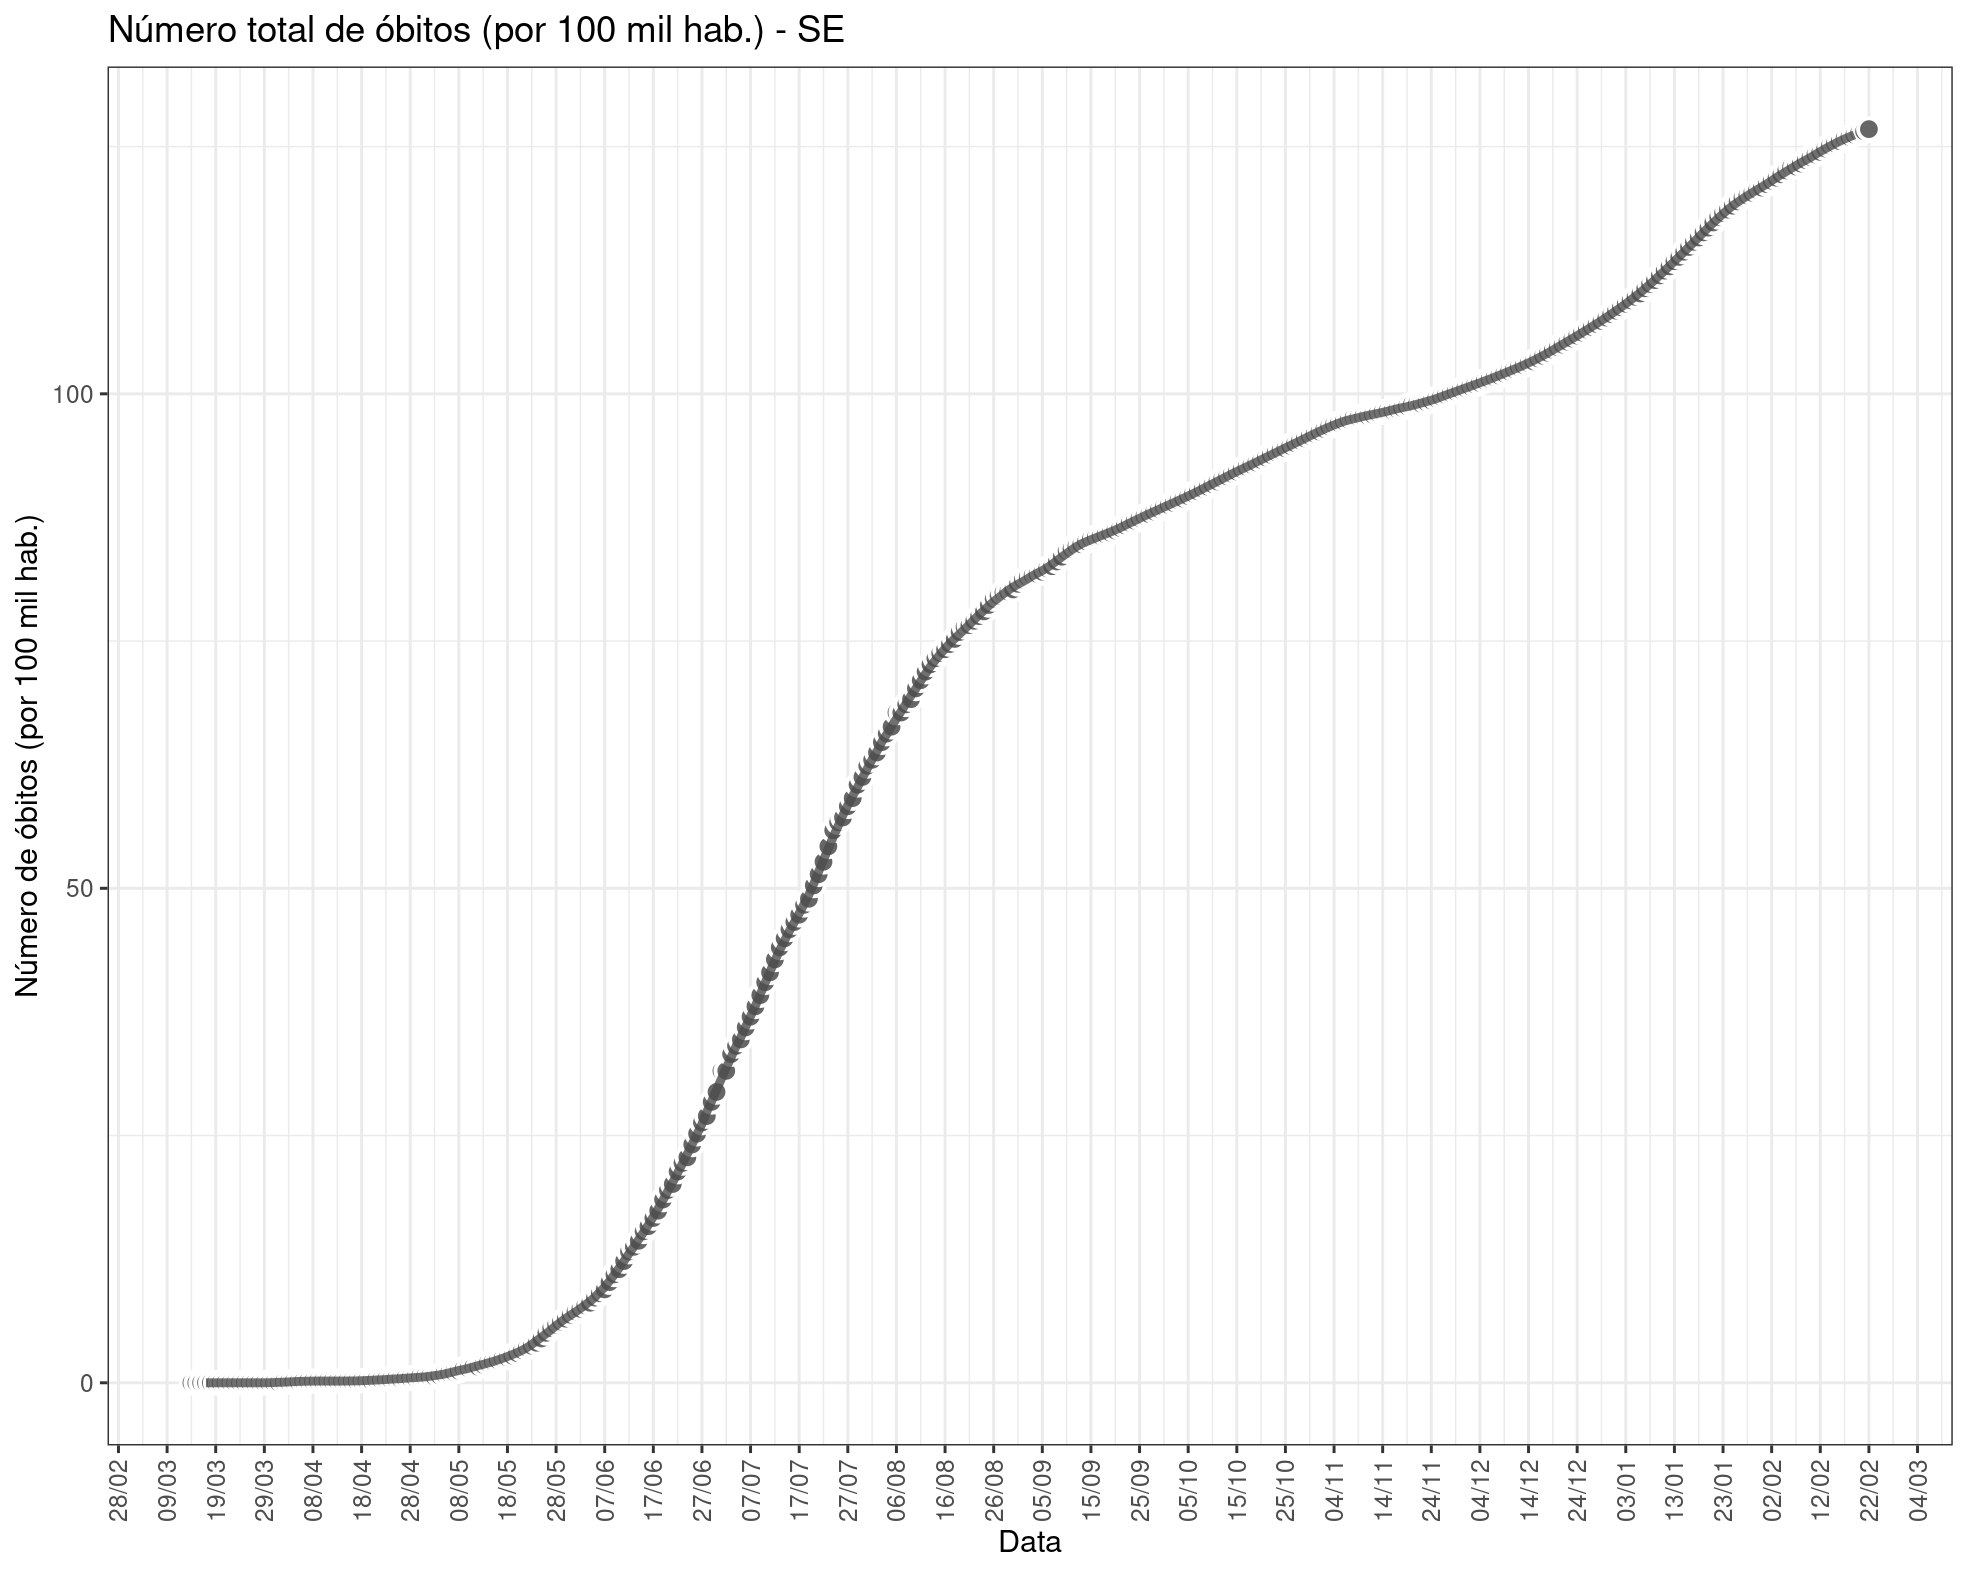 Número total de óbitos (por 100 mil hab.) - SE
Número de óbitos (por 100 mil hab.)
100
50
0
28/02 09/03 19/03 29/03 08/04 18/04 28/04 08/05 18/05 28/05 07/06 17/06 27/06 07/07 17/07 27/07 06/08 16/08 26/08 05/09 15/09 25/09 05/10 15/10 25/10 04/11 14/11 24/11 04/12 14/12 24/12 03/01 13/01 23/01 02/02 12/02 22/02 04/03
Data